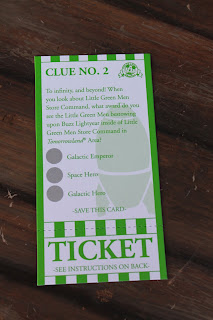 CLUE NO. 2
To infinity, and beyond! When
you look about Little Green Men
Store Command, what award do you
see the Little Green Men bestowing
upon Buzz Lightyear inside of Little
Green Men Store Command in
Tomorrowland® Area?
Galactic Emperor
Space Hero
Galactic Hero
-SAVE THIS CARD-
TICKET
-SEE INSTRUCTIONS ON BACK-